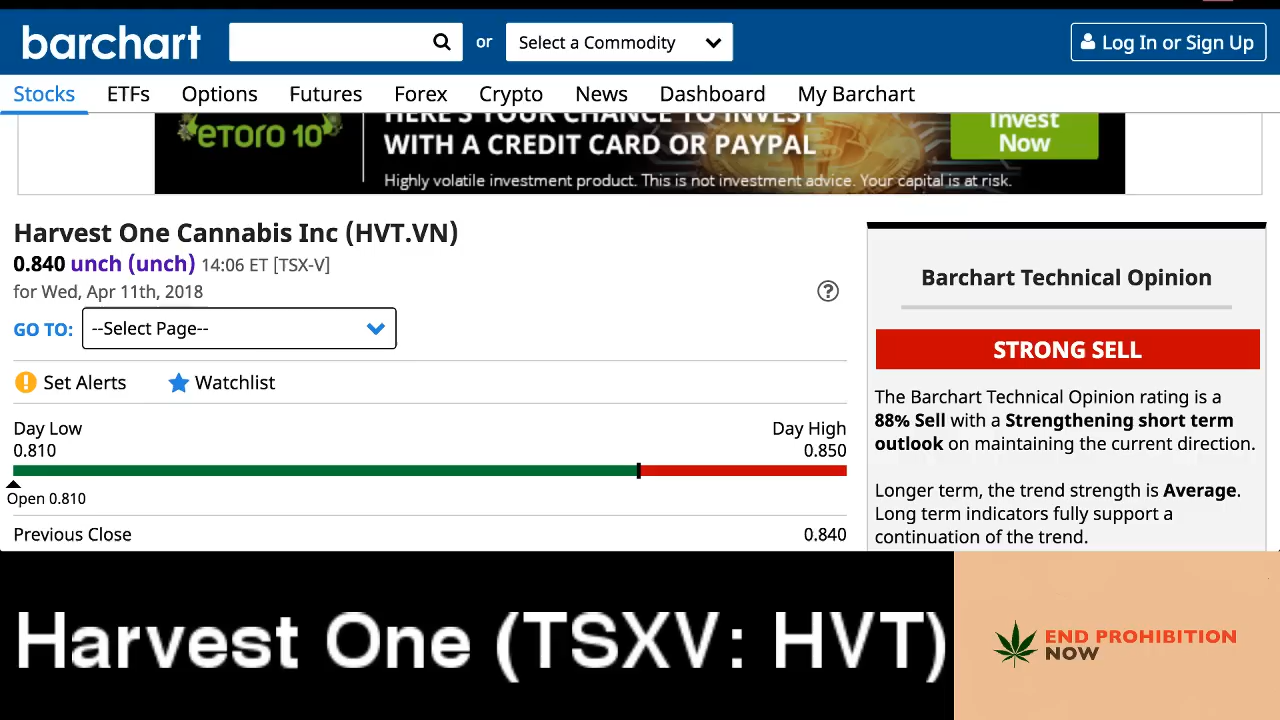 barchart
or
Select a Commodity
Log In or Sign Up
Stocks
ETFs
Options
Futures
Forex
Crypto
News
Dashboard
My Barchart
eToro 10
HERE'S YOUR CHANCE TO INVEST
WITH A CREDIT CARD OR PAYPAL
Highly volatile investment product. This is not investment advice. Your capital is at risk.
Invest
Now
Harvest One Cannabis Inc (HVT.VN)
0.840 unch (unch) 14:06 ET [TSX-V]
for Wed, Apr 11th, 2018
?
GO TO:
--Select Page--
Set Alerts
Watchlist
Day Low
Day High
0.810
0.850
Open 0.810
Previous Close
0.840
Barchart Technical Opinion
STRONG SELL
The Barchart Technical Opinion rating is a
88% Sell with a Strengthening short term
outlook on maintaining the current direction.
Longer term, the trend strength is Average.
Long term indicators fully support a
continuation of the trend.
Harvest One (TSXV: HVT)
END PROHIBITION
NOW